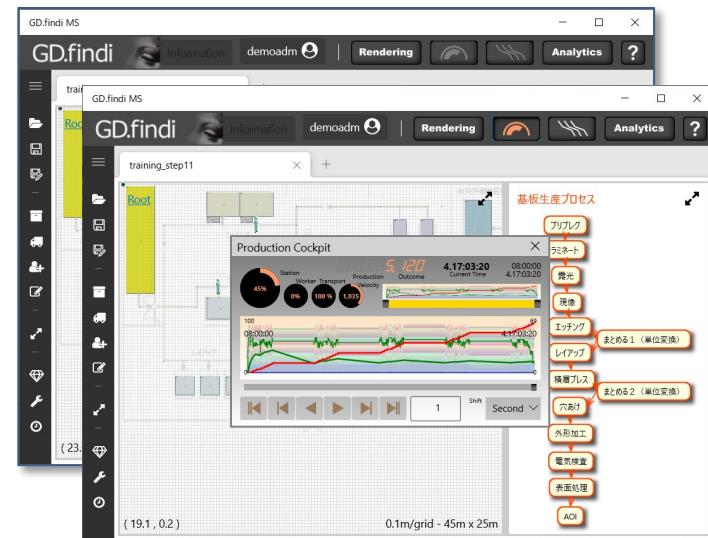 GD.findi MS
GD.findi
Information
demoadm
Rendering
Analytics
?
Root
( 23.
GD.findi MS
GD.findi
Information
demoadm
Rendering
Analytics
?
training_step11
Root
基板生産プロセス
プリプレグ
ラミネート
露光
現像
エッチング
まとめる1 (単位変換)
レイアップ
積層プレス
まとめる2 (単位変換)
穴あけ
外形加工
電気検査
表面処理
AOI
Production Cockpit
45%
Station
Worker
0%
Transport
100 %
Production Velocity
1,035
5,120
Outcome
4.17:03:20
Current Time
08:00:00
4.17:03:20
100
08:00:00
89
4.17:03:20
1
Shift
Second
( 19.1 , 0.2 )
0.1m/grid - 45m x 25m